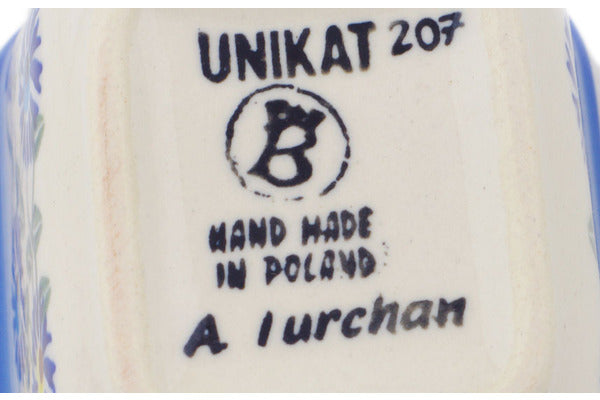 UNIKAT 207
B
HAND MADE
IN POLAND
A lurchan